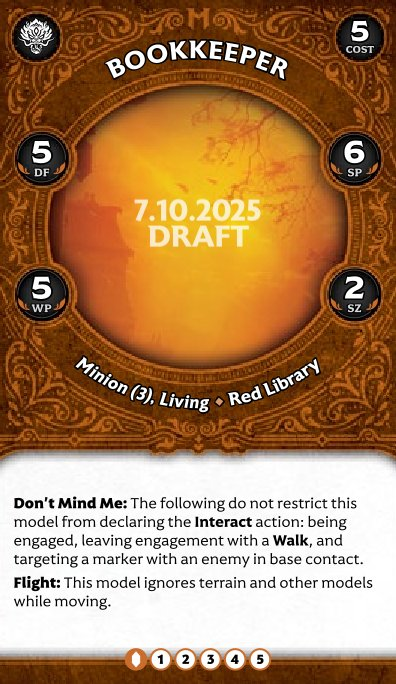 5
COST
BOOKKEEPER
5
DF
6
SP
7.10.2025
DRAFT
5
WP
2
SZ
Minion (3), Living ◆ Red Library
Don't Mind Me: The following do not restrict this
model from declaring the Interact action: being
engaged, leaving engagement with a Walk, and
targeting a marker with an enemy in base contact.
Flight: This model ignores terrain and other models
while moving.
1 2 3 4 5